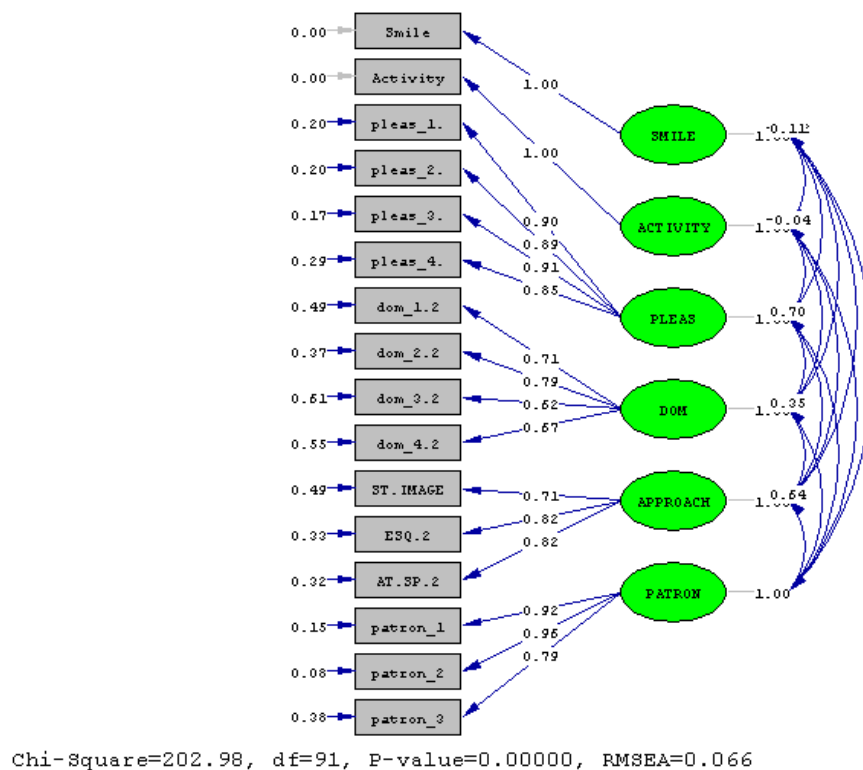 0.00 Smile
0.00 Activity
1.00
0.20 pleas_1.
SMILE -0.11
1.00
0.20 pleas_2.
0.17 pleas_3.
0.90
ACTIVITY -0.04
0.89
0.29 pleas_4.
0.91
0.85
0.49 dom_1.2
PLEAS 0.70
0.37 dom_2.2
0.71
0.79
0.61 dom_3.2
0.62
DOM 0.35
0.67
0.55 dom_4.2
0.49 ST.IMAGE
0.71
APPROACH 0.64
0.33 ESQ.2
0.82
0.82
0.32 AT.SP.2
PATRON 1.00
0.15 patron_1
0.92
0.96
0.08 patron_2
0.79
0.38 patron_3
Chi-Square=202.98, df=91, P-value=0.00000, RMSEA=0.066